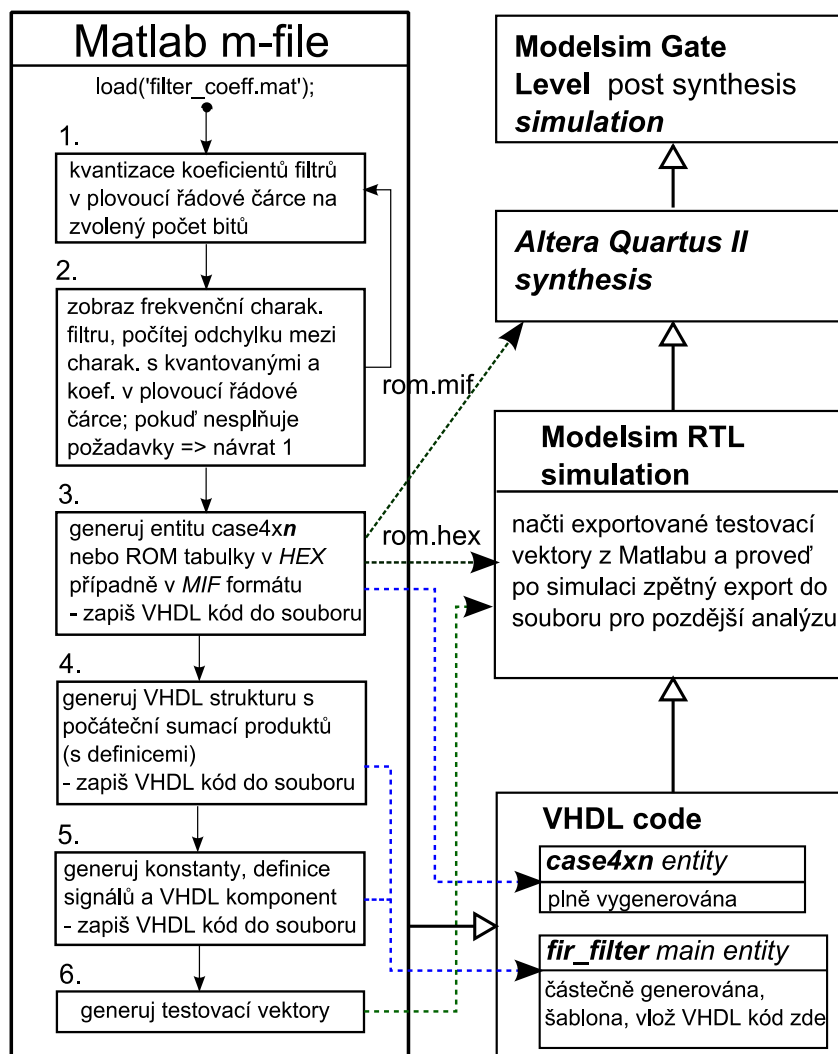 Matlab m-file
load('filter_coeff.mat');
1.
kvantizace koeficientů filtrů
v plovoucí řádové čárce na
zvolený počet bitů
2.
zobraz frekvenční charak.
filtru, počítej odchylku mezi
charak. s kvantovanými a
koef. v plovoucí řádové
čárce; pokuď nesplňuje
požadavky => návrat 1
3.
generuj entitu case4xn
nebo ROM tabulky v HEX
případně v MIF formátu
- zapiš VHDL kód do souboru
4.
generuj VHDL strukturu s
počáteční sumací produktů
(s definicemi)
- zapiš VHDL kód do souboru
5.
generuj konstanty, definice
signálů a VHDL komponent
- zapiš VHDL kód do souboru
6.
generuj testovací vektory
rom.mif
rom.hex
Modelsim Gate
Level post synthesis
simulation
Altera Quartus II
synthesis
Modelsim RTL
simulation
načti exportované testovací
vektory z Matlabu a proveď
po simulaci zpětný export do
souboru pro pozdější analýzu
VHDL code
case4xn entity
plně vygenerována
fir_filter main entity
částečně generována,
šablona, vlož VHDL kód zde